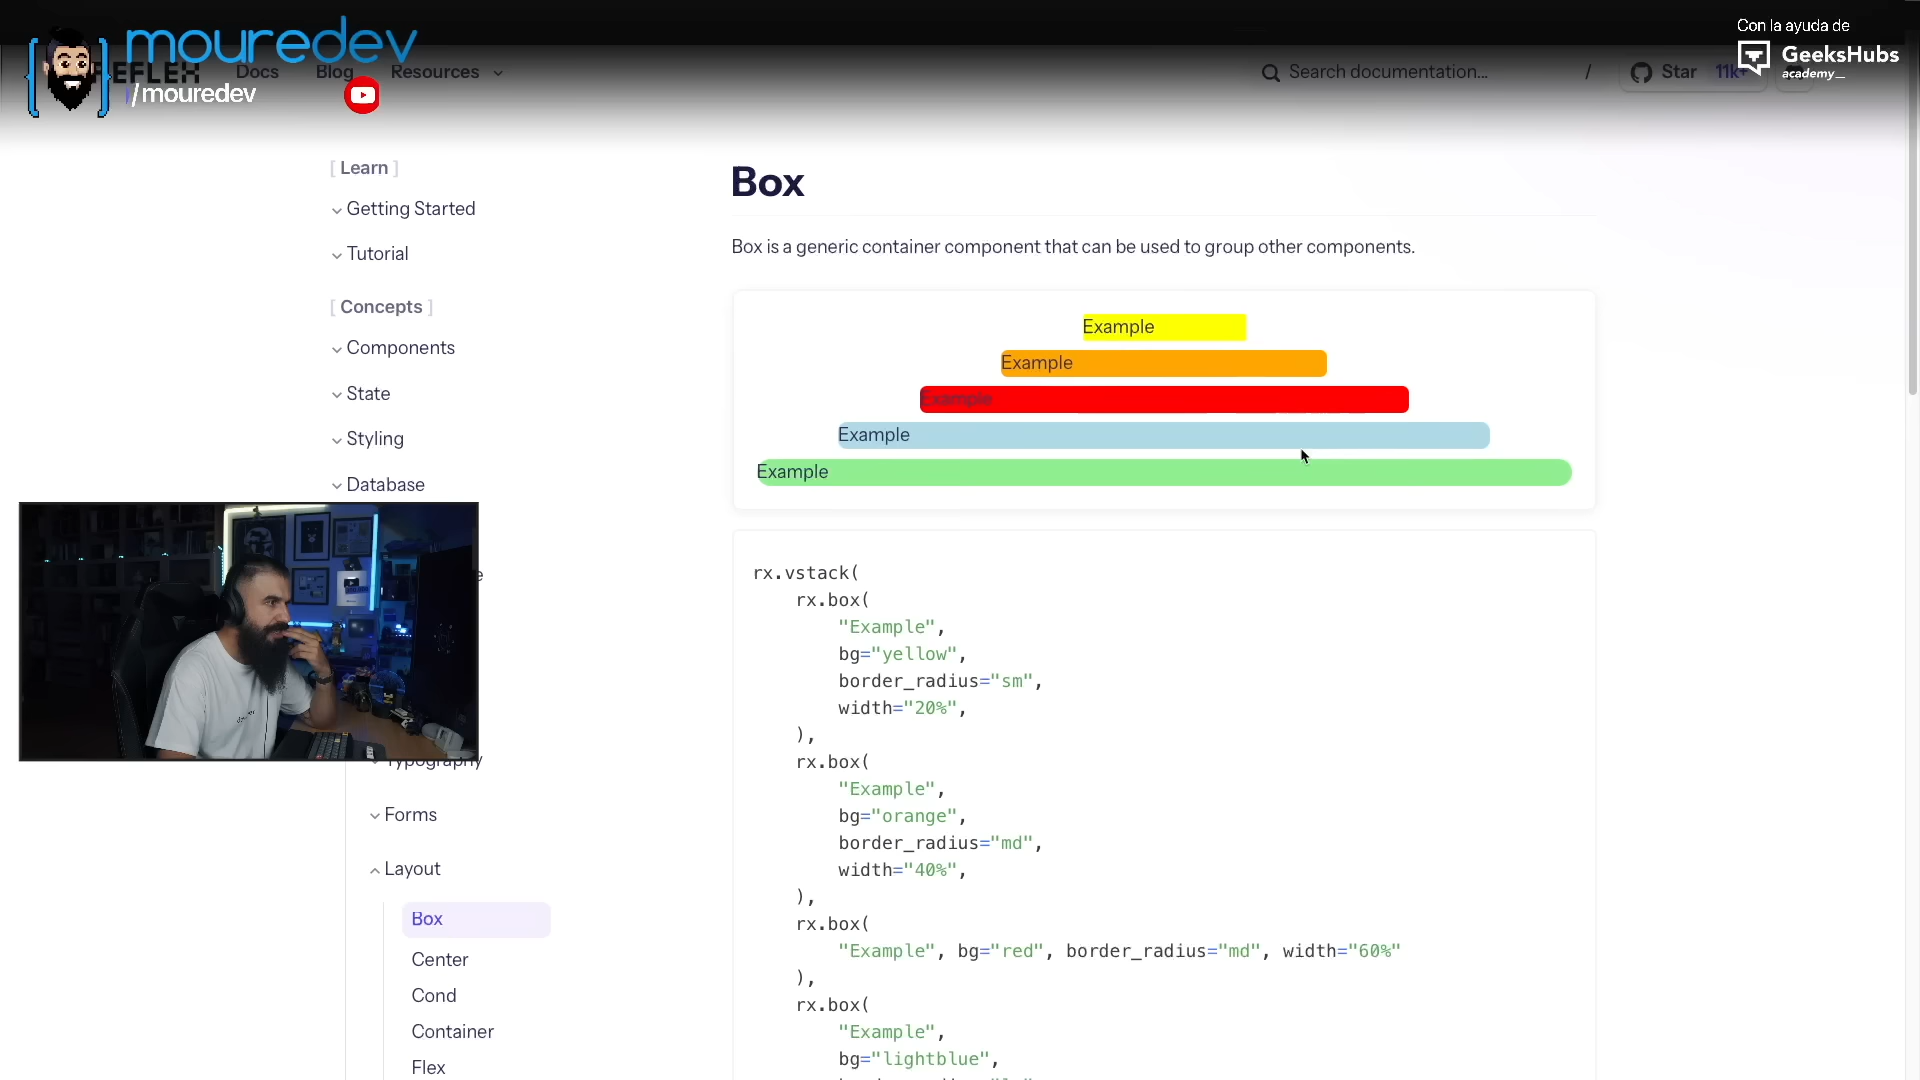 mouredev
/mouredev
Con la ayuda de
GeeksHubs
academy_
Docs
Blog
Resources
Search documentation...
/
Star
11k+
[ Learn ]
Getting Started
Tutorial
[ Concepts ]
Components
State
Styling
Database
Typography
Forms
Layout
Box
Center
Cond
Container
Flex
Box
Box is a generic container component that can be used to group other components.
Example
Example
Example
Example
Example
rx.vstack(
rx.box(
"Example",
bg="yellow",
border_radius="sm",
width="20%",
),
rx.box(
"Example",
bg="orange",
border_radius="md",
width="40%",
),
rx.box(
"Example", bg="red", border_radius="md", width="60%"
),
rx.box(
"Example",
bg="lightblue",